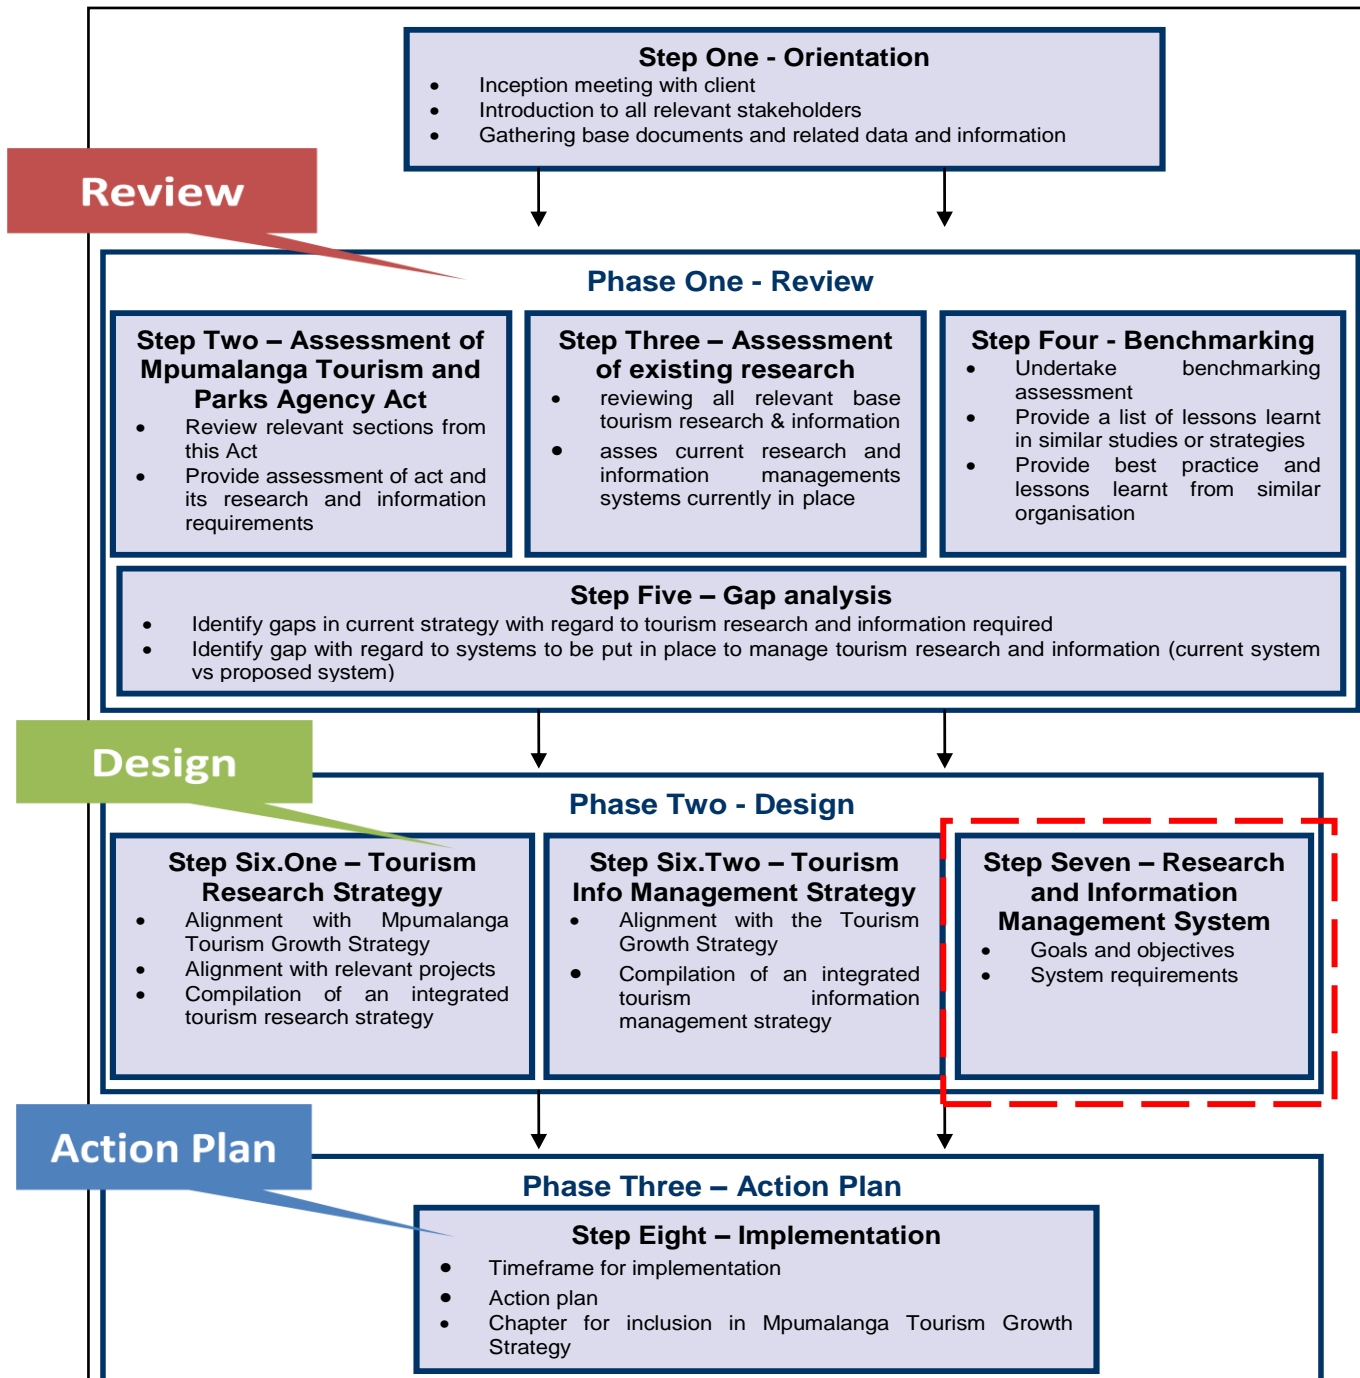 Step One - Orientation
• Inception meeting with client
• Introduction to all relevant stakeholders
• Gathering base documents and related data and information
Review
Phase One - Review
Step Two – Assessment of
Mpumalanga Tourism and
Parks Agency Act
• Review relevant sections from
this Act
• Provide assessment of act and
its research and information
requirements
Step Three – Assessment
of existing research
• reviewing all relevant base
tourism research & information
• asses current research and
information managements
systems currently in place
Step Four - Benchmarking
• Undertake benchmarking
assessment
• Provide a list of lessons learnt
in similar studies or strategies
• Provide best practice and
lessons learnt from similar
organisation
Step Five – Gap analysis
• Identify gaps in current strategy with regard to tourism research and information required
• Identify gap with regard to systems to be put in place to manage tourism research and information (current system
vs proposed system)
Design
Phase Two - Design
Step Six.One – Tourism
Research Strategy
• Alignment with Mpumalanga
Tourism Growth Strategy
• Alignment with relevant projects
• Compilation of an integrated
tourism research strategy
Step Six.Two – Tourism
Info Management Strategy
• Alignment with the Tourism
Growth Strategy
• Compilation of an integrated
tourism information
management strategy
Step Seven – Research
and Information
Management System
• Goals and objectives
• System requirements
Action Plan
Phase Three – Action Plan
Step Eight – Implementation
• Timeframe for implementation
• Action plan
• Chapter for inclusion in Mpumalanga Tourism Growth
Strategy